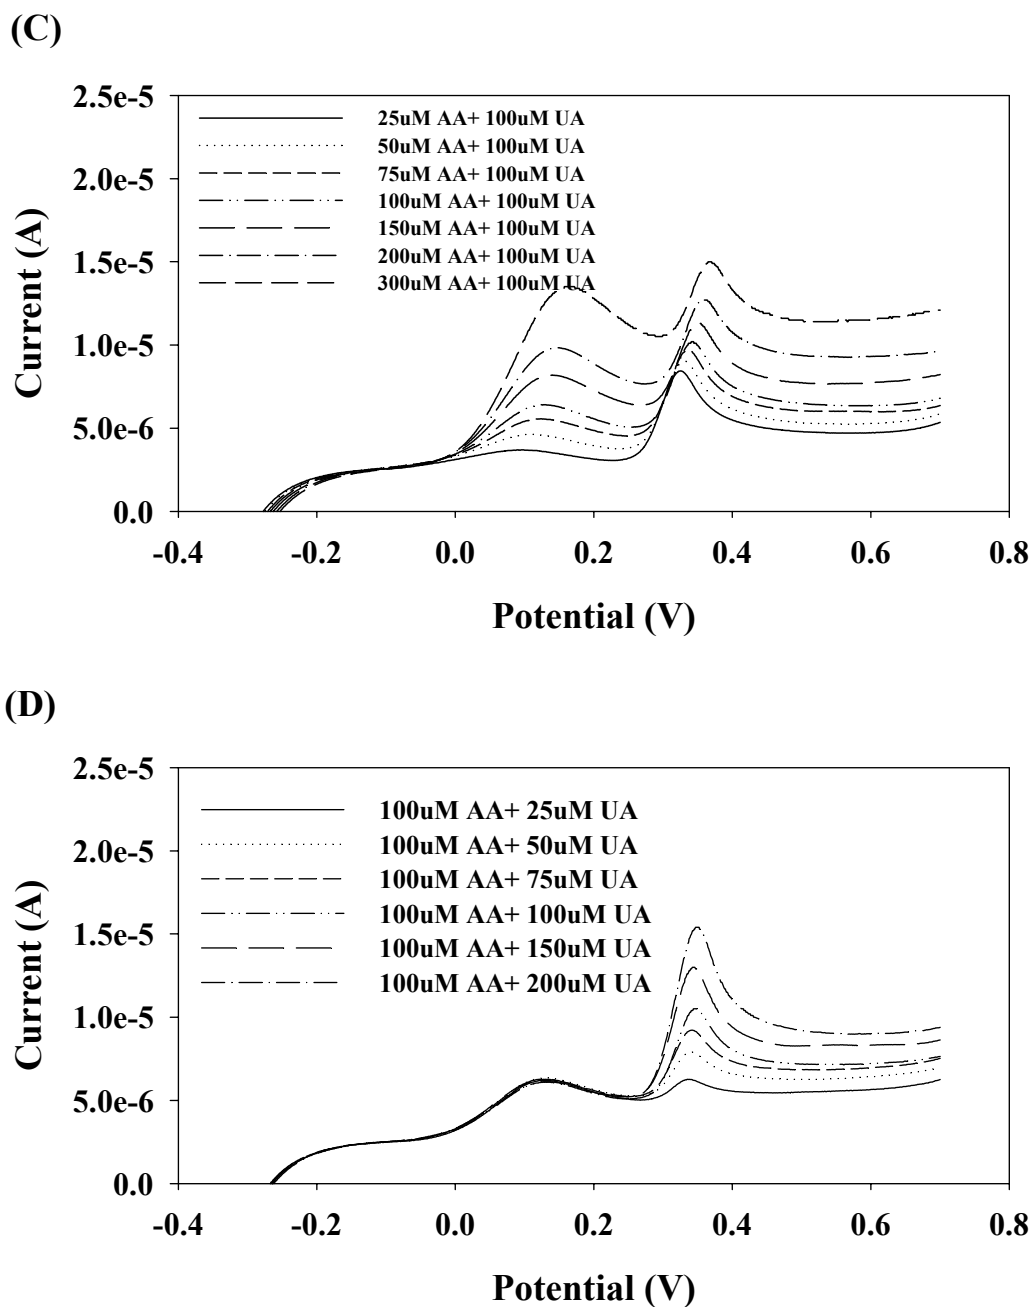 (C)
2.5e-5
2.0e-5
1.5e-5
1.0e-5
5.0e-6
0.0
Current (A)
25uM AA+ 100uM UA
50uM AA+ 100uM UA
75uM AA+ 100uM UA
100uM AA+ 100uM UA
150uM AA+ 100uM UA
200uM AA+ 100uM UA
300uM AA+ 100uM UA
-0.4 -0.2 0.0 0.2 0.4 0.6 0.8
Potential (V)
(D)
2.5e-5
2.0e-5
1.5e-5
1.0e-5
5.0e-6
0.0
Current (A)
100uM AA+ 25uM UA
100uM AA+ 50uM UA
100uM AA+ 75uM UA
100uM AA+ 100uM UA
100uM AA+ 150uM UA
100uM AA+ 200uM UA
-0.4 -0.2 0.0 0.2 0.4 0.6 0.8
Potential (V)